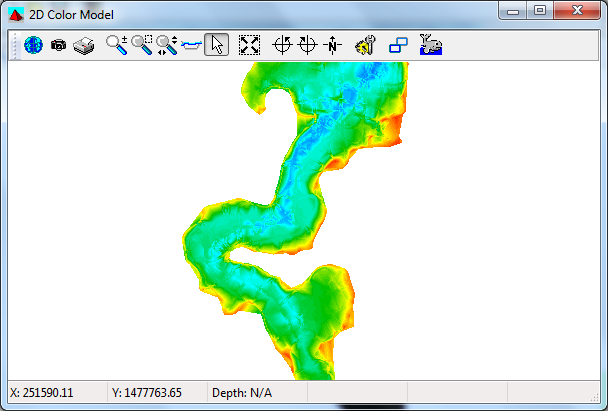 2D Color Model
N
X: 251590.11 Y: 1477763.65 Depth: N/A